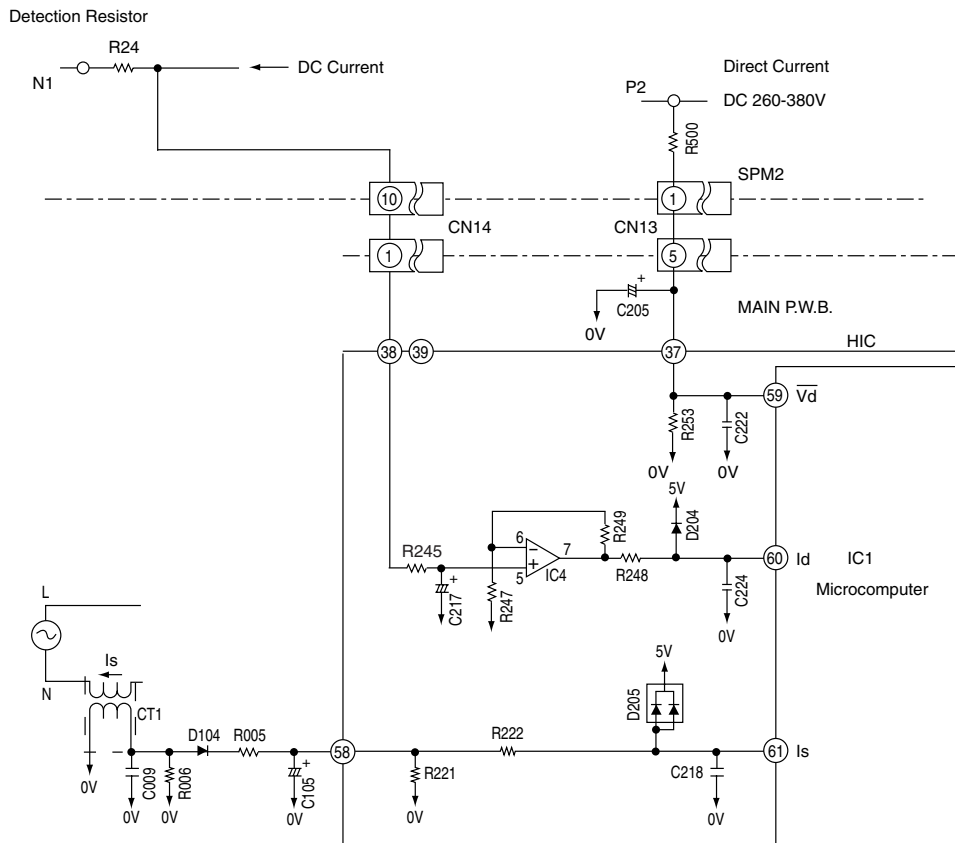 Detection Resistor
R24
N1
DC Current
Direct Current
P2
DC 260-380V
R500
SPM2
10
1
CN14
CN13
1
5
+
C205
0V
MAIN P.W.B.
HIC
38
39
37
59
Vd
R253
C222
0V
0V
5V
D204
R249
6
7
−
+
5
IC4
R245
+
C217
R247
R248
60
Id
IC1
Microcomputer
C224
0V
L
N
Is
CT1
5V
D205
D104
R005
58
R222
61
Is
+
C009
R006
C105
R221
C218
0V
0V
0V
0V
0V
0V